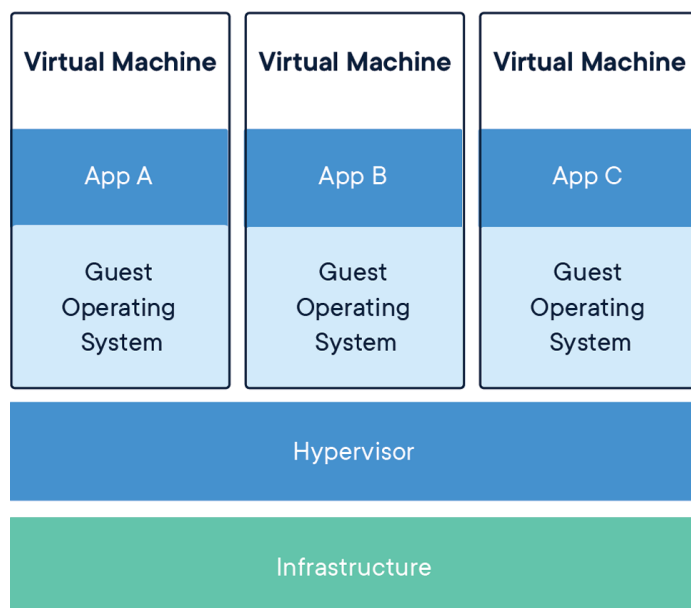 Virtual Machine
Virtual Machine
Virtual Machine
App A
App B
App C
Guest
Operating
System
Guest
Operating
System
Guest
Operating
System
Hypervisor
Infrastructure